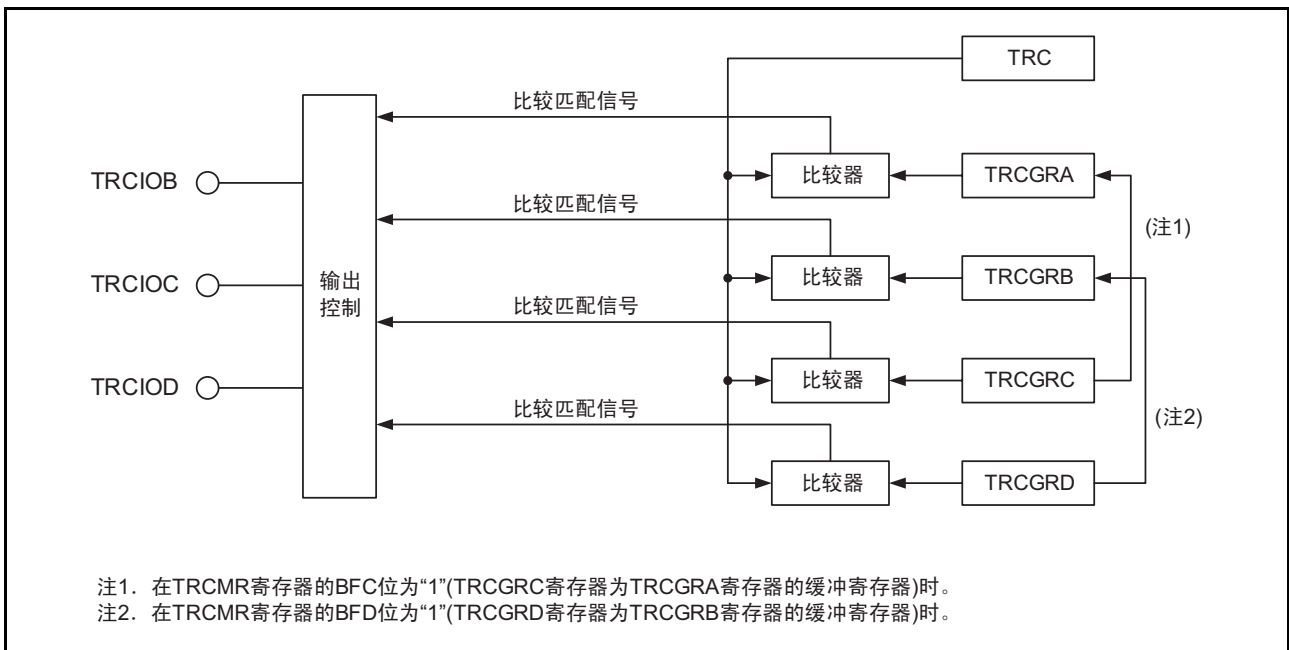 TRC
比较匹配信号
比较器
TRCGRA
TRCIOB
(注1)
比较匹配信号
比较器
TRCGRB
TRCIOC
输出
控制
比较匹配信号
比较器
TRCGRC
TRCIOD
(注2)
比较匹配信号
比较器
TRCGRD
注1. 在TRCMR寄存器的BFC位为“1”(TRCGRC寄存器为TRCGRA寄存器的缓冲寄存器)时。
注2. 在TRCMR寄存器的BFD位为“1”(TRCGRD寄存器为TRCGRB寄存器的缓冲寄存器)时。